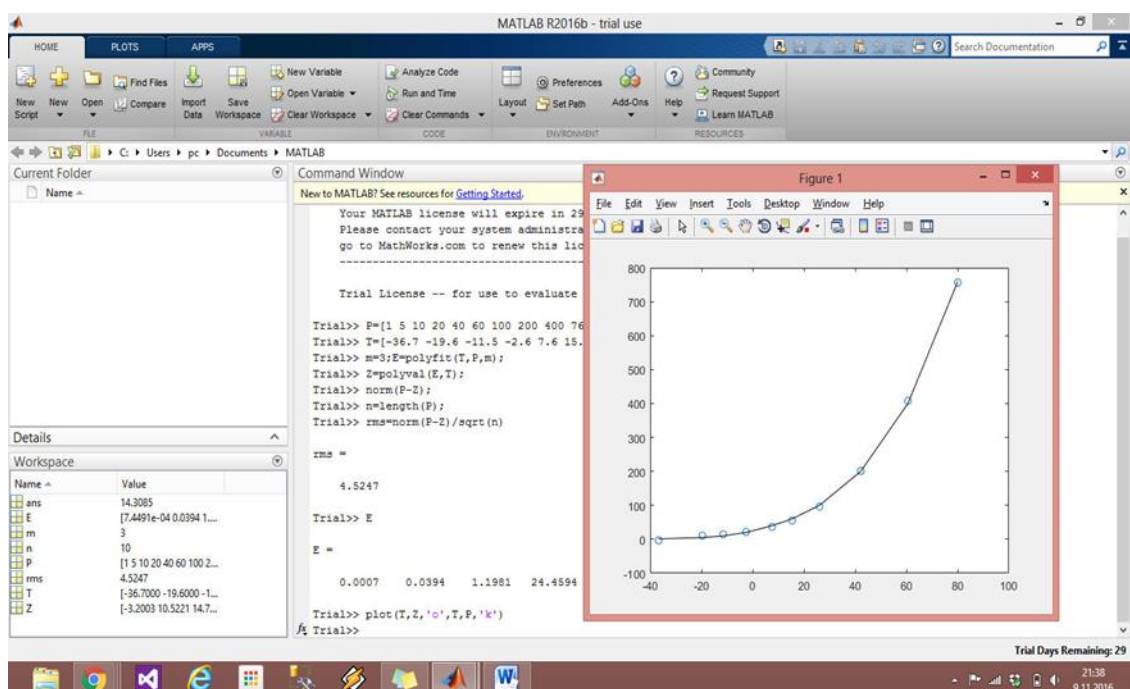 MATLAB R2016b - trial use
HOME PLOTS APPS
Search Documentation
New Script
New
Open
Find Files
Compare
Import Data
Save Workspace
New Variable
Open Variable
Clear Workspace
Analyze Code
Run and Time
Clear Commands
Layout
Preferences
Set Path
Add-Ons
Help
Community
Request Support
Learn MATLAB
FILE VARIABLE CODE ENVIRONMENT RESOURCES
C: Users pc Documents MATLAB
Current Folder
Name
Details
Workspace
Name Value
ans 14.3085
E [7.4491e-04 0.0394 1....
m 3
n 10
P [1 5 10 20 40 60 100 2...
rms 4.5247
T [-36.7000 -19.6000 -1...
Z [-3.2003 10.5221 14.7...
Command Window
New to MATLAB? See resources for Getting Started.
Your MATLAB license will expire in 29
Please contact your system administra
go to MathWorks.com to renew this lic
----------------------------------
Trial License -- for use to evaluate
Trial>> P=[1 5 10 20 40 60 100 200 400 76
Trial>> T=[-36.7 -19.6 -11.5 -2.6 7.6 15.
Trial>> m=3;E=polyfit(T,P,m);
Trial>> Z=polyval(E,T);
Trial>> norm(P-Z);
Trial>> n=length(P);
Trial>> rms=norm(P-Z)/sqrt(n)
rms =
4.5247
Trial>> E
E =
0.0007 0.0394 1.1981 24.4594
Trial>> plot(T,Z,'o',T,P,'k')
fx Trial>>
Figure 1
File Edit View Insert Tools Desktop Window Help
800
700
600
500
400
300
200
100
0
-100
-40 -20 0 20 40 60 80 100
Trial Days Remaining: 29
21:38
9.11.2016